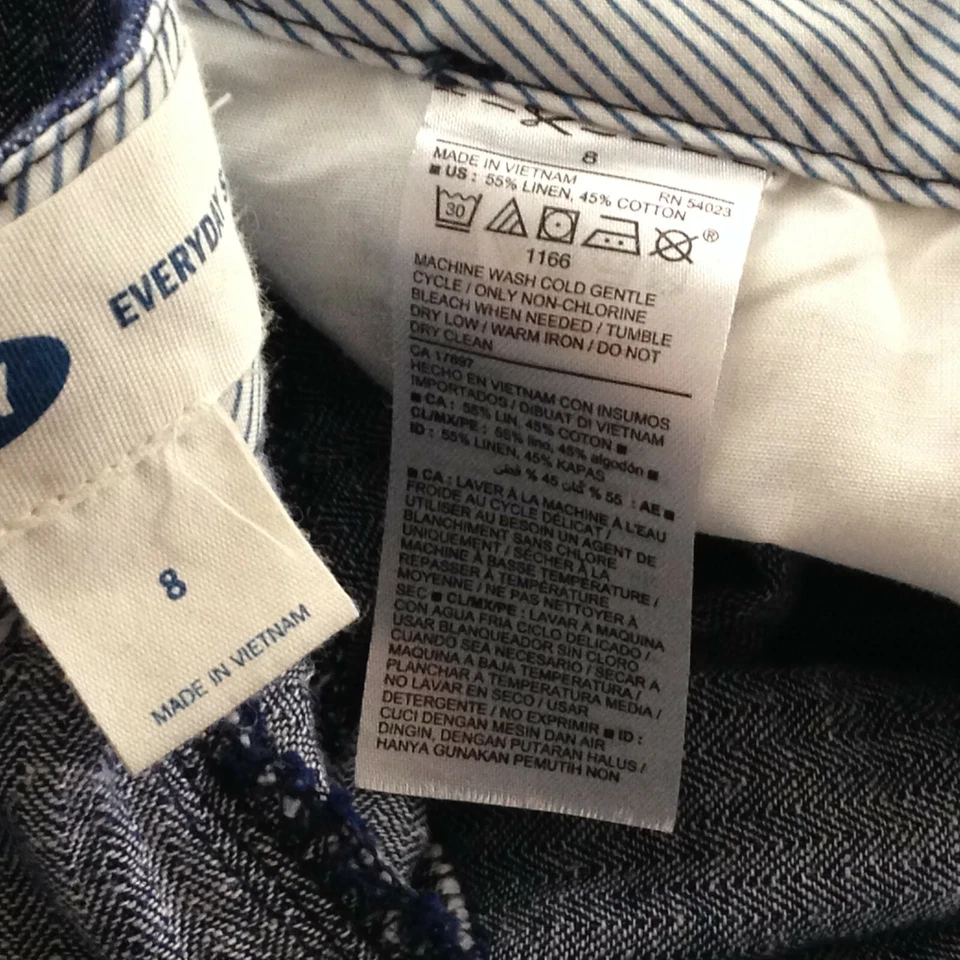 EVERYDAY
8
MADE IN VIETNAM
8
MADE IN VIETNAM RN 54023
■ US : 55% LINEN, 45% COTTON
30
®
1166
MACHINE WASH COLD GENTLE
CYCLE / ONLY NON-CHLORINE
BLEACH WHEN NEEDED / TUMBLE
DRY LOW / WARM IRON / DO NOT
DRY CLEAN
CA 17897
HECHO EN VIETNAM CON INSUMOS
IMPORTADOS / DIBUAT DI VIETNAM
■ CA : 55% LIN, 45% COTON ■
CL/MX/PE : 55% lino, 45% algodón ■
ID : 55% LINEN, 45% KAPAS
AE : 55 % كتان 45 % قطن
■ CA : LAVER À LA MACHINE À L'EAU
FROIDE AU CYCLE DÉLICAT /
UTILISER AU BESOIN UN AGENT DE
BLANCHIMENT SANS CHLORE
UNIQUEMENT / SÉCHER À LA
MACHINE À BASSE TEMPÉRATURE /
REPASSER À TEMPÉRATURE
MOYENNE / NE PAS NETTOYER À
SEC ■ CL/MX/PE : LAVAR A MAQUINA
CON AGUA FRIA CICLO DELICADO /
USAR BLANQUEADOR SIN CLORO
CUANDO SEA NECESARIO / SECAR A
MAQUINA A BAJA TEMPERATURA /
PLANCHAR A TEMPERATURA MEDIA /
NO LAVAR EN SECO / USAR
DETERGENTE / NO EXPRIMIR ■ ID :
CUCI DENGAN MESIN DAN AIR
DINGIN, DENGAN PUTARAN HALUS /
HANYA GUNAKAN PEMUTIH NON